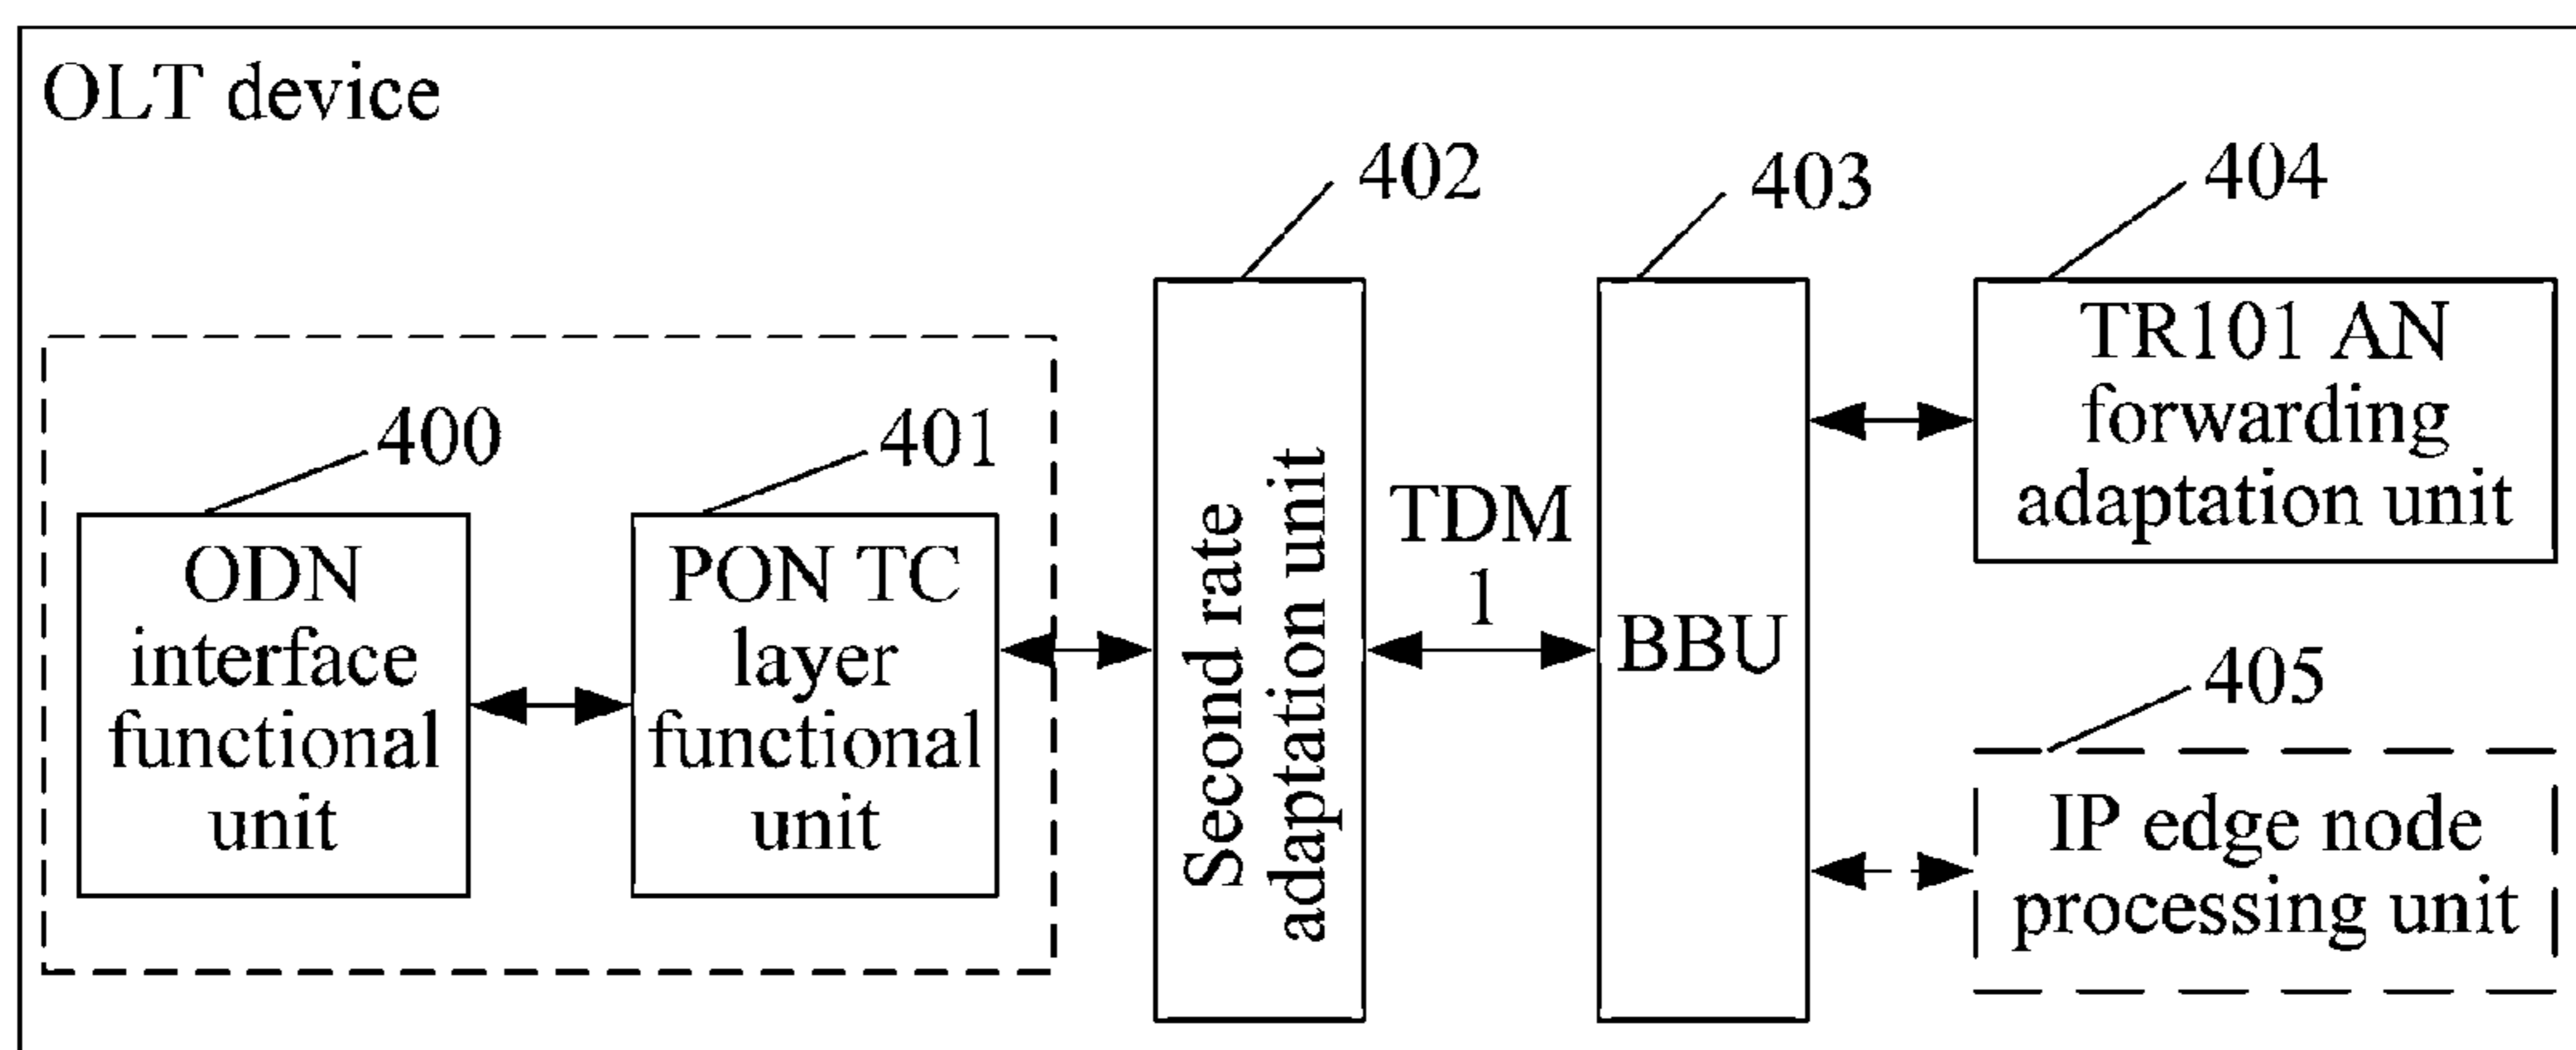 OLT device
402
403
404
400
401
405
ODN
interface
functional
unit
PON TC
layer
functional
unit
Second rate
adaptation unit
TDM
1
BBU
TR101 AN
forwarding
adaptation unit
IP edge node
processing unit